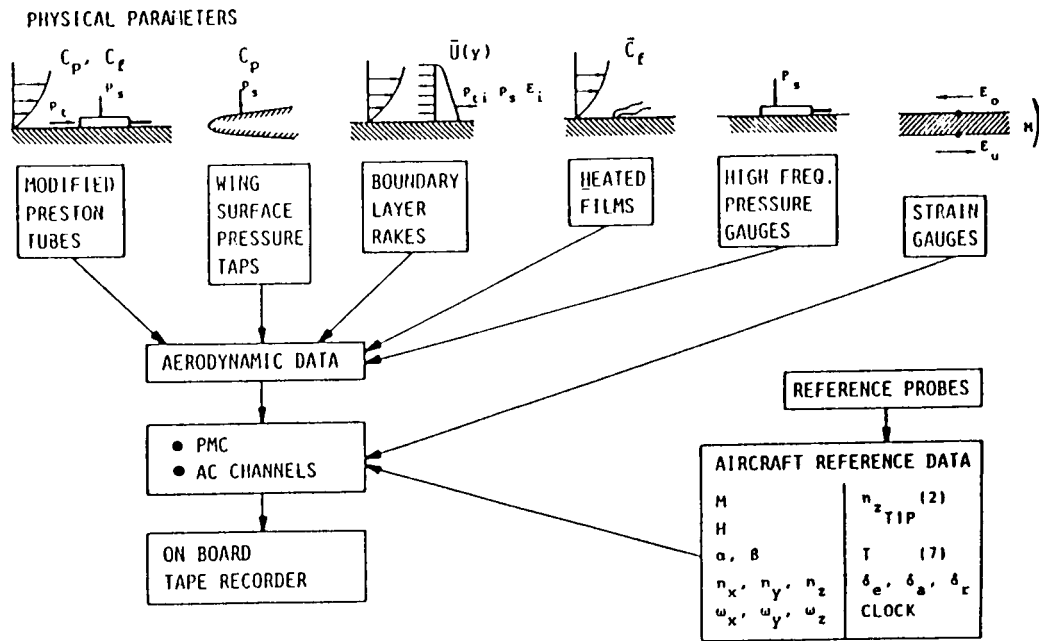 PHYSICAL PARAMETERS
C_p, C_f
P_s
P_t
C_p
P_s
Ū(y)
P_ti P_s E_i
C̄_f
P_s
E_o
M
E_u
MODIFIED
PRESTON
TUBES
WING
SURFACE
PRESSURE
TAPS
BOUNDARY
LAYER
RAKES
HEATED
FILMS
HIGH FREQ.
PRESSURE
GAUGES
STRAIN
GAUGES
AERODYNAMIC DATA
REFERENCE PROBES
● PMC
● AC CHANNELS
AIRCRAFT REFERENCE DATA
M
H
α, β
n_x, n_y, n_z
ω_x, ω_y, ω_z
n_z TIP (2)
T (7)
δ_e, δ_a, δ_r
CLOCK
ON BOARD
TAPE RECORDER